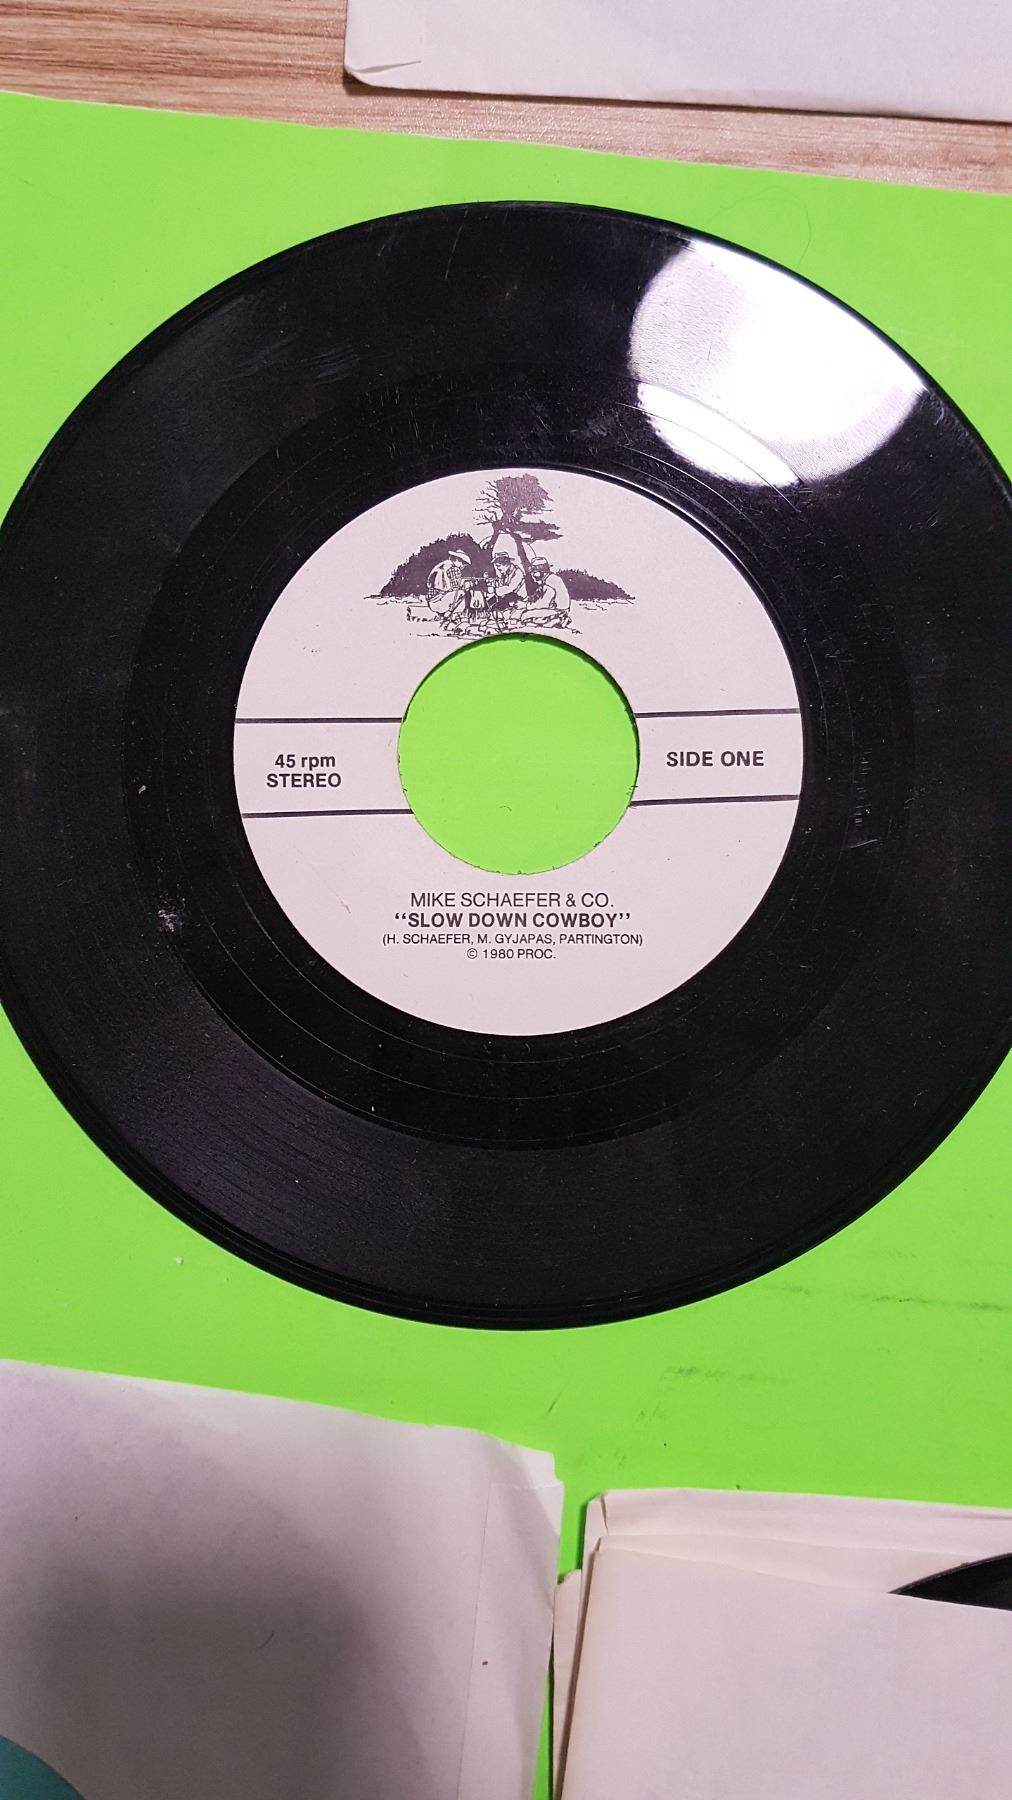 45 rpm
STEREO
SIDE ONE
MIKE SCHAEFER & CO.
“SLOW DOWN COWBOY”
(H. SCHAEFER, M. GYJAPAS, PARTINGTON)
© 1980 PROC.